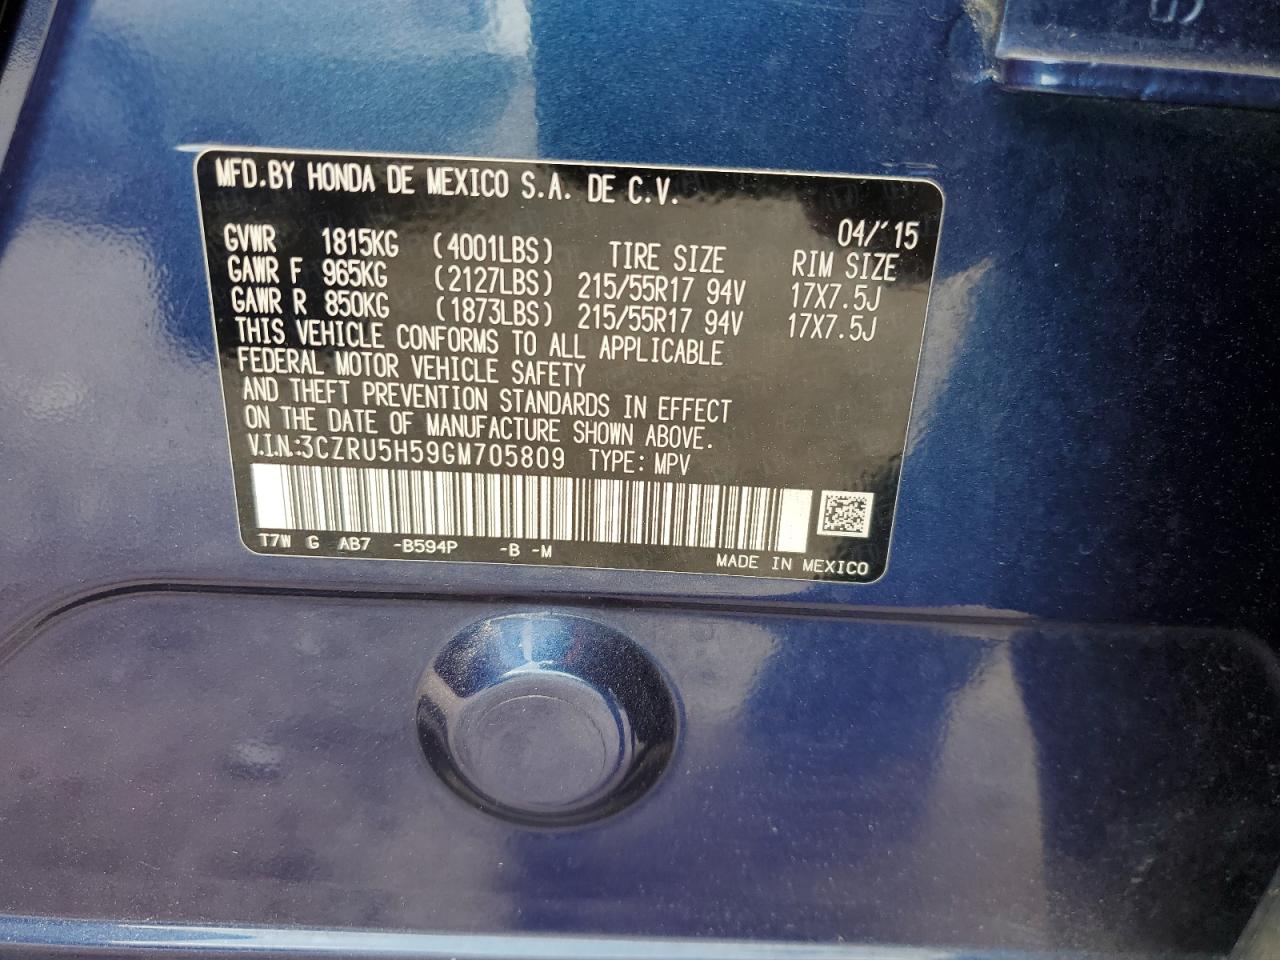 MFD.BY HONDA DE MEXICO S.A. DE C.V.
04/'15
GVWR 1815KG (4001LBS) TIRE SIZE RIM SIZE
GAWR F 965KG (2127LBS) 215/55R17 94V 17X7.5J
GAWR R 850KG (1873LBS) 215/55R17 94V 17X7.5J
THIS VEHICLE CONFORMS TO ALL APPLICABLE
FEDERAL MOTOR VEHICLE SAFETY
AND THEFT PREVENTION STANDARDS IN EFFECT
ON THE DATE OF MANUFACTURE SHOWN ABOVE.
V.I.N.:3CZRU5H59GM705809 TYPE: MPV
T7W G AB7 -B594P -B -M
MADE IN MEXICO